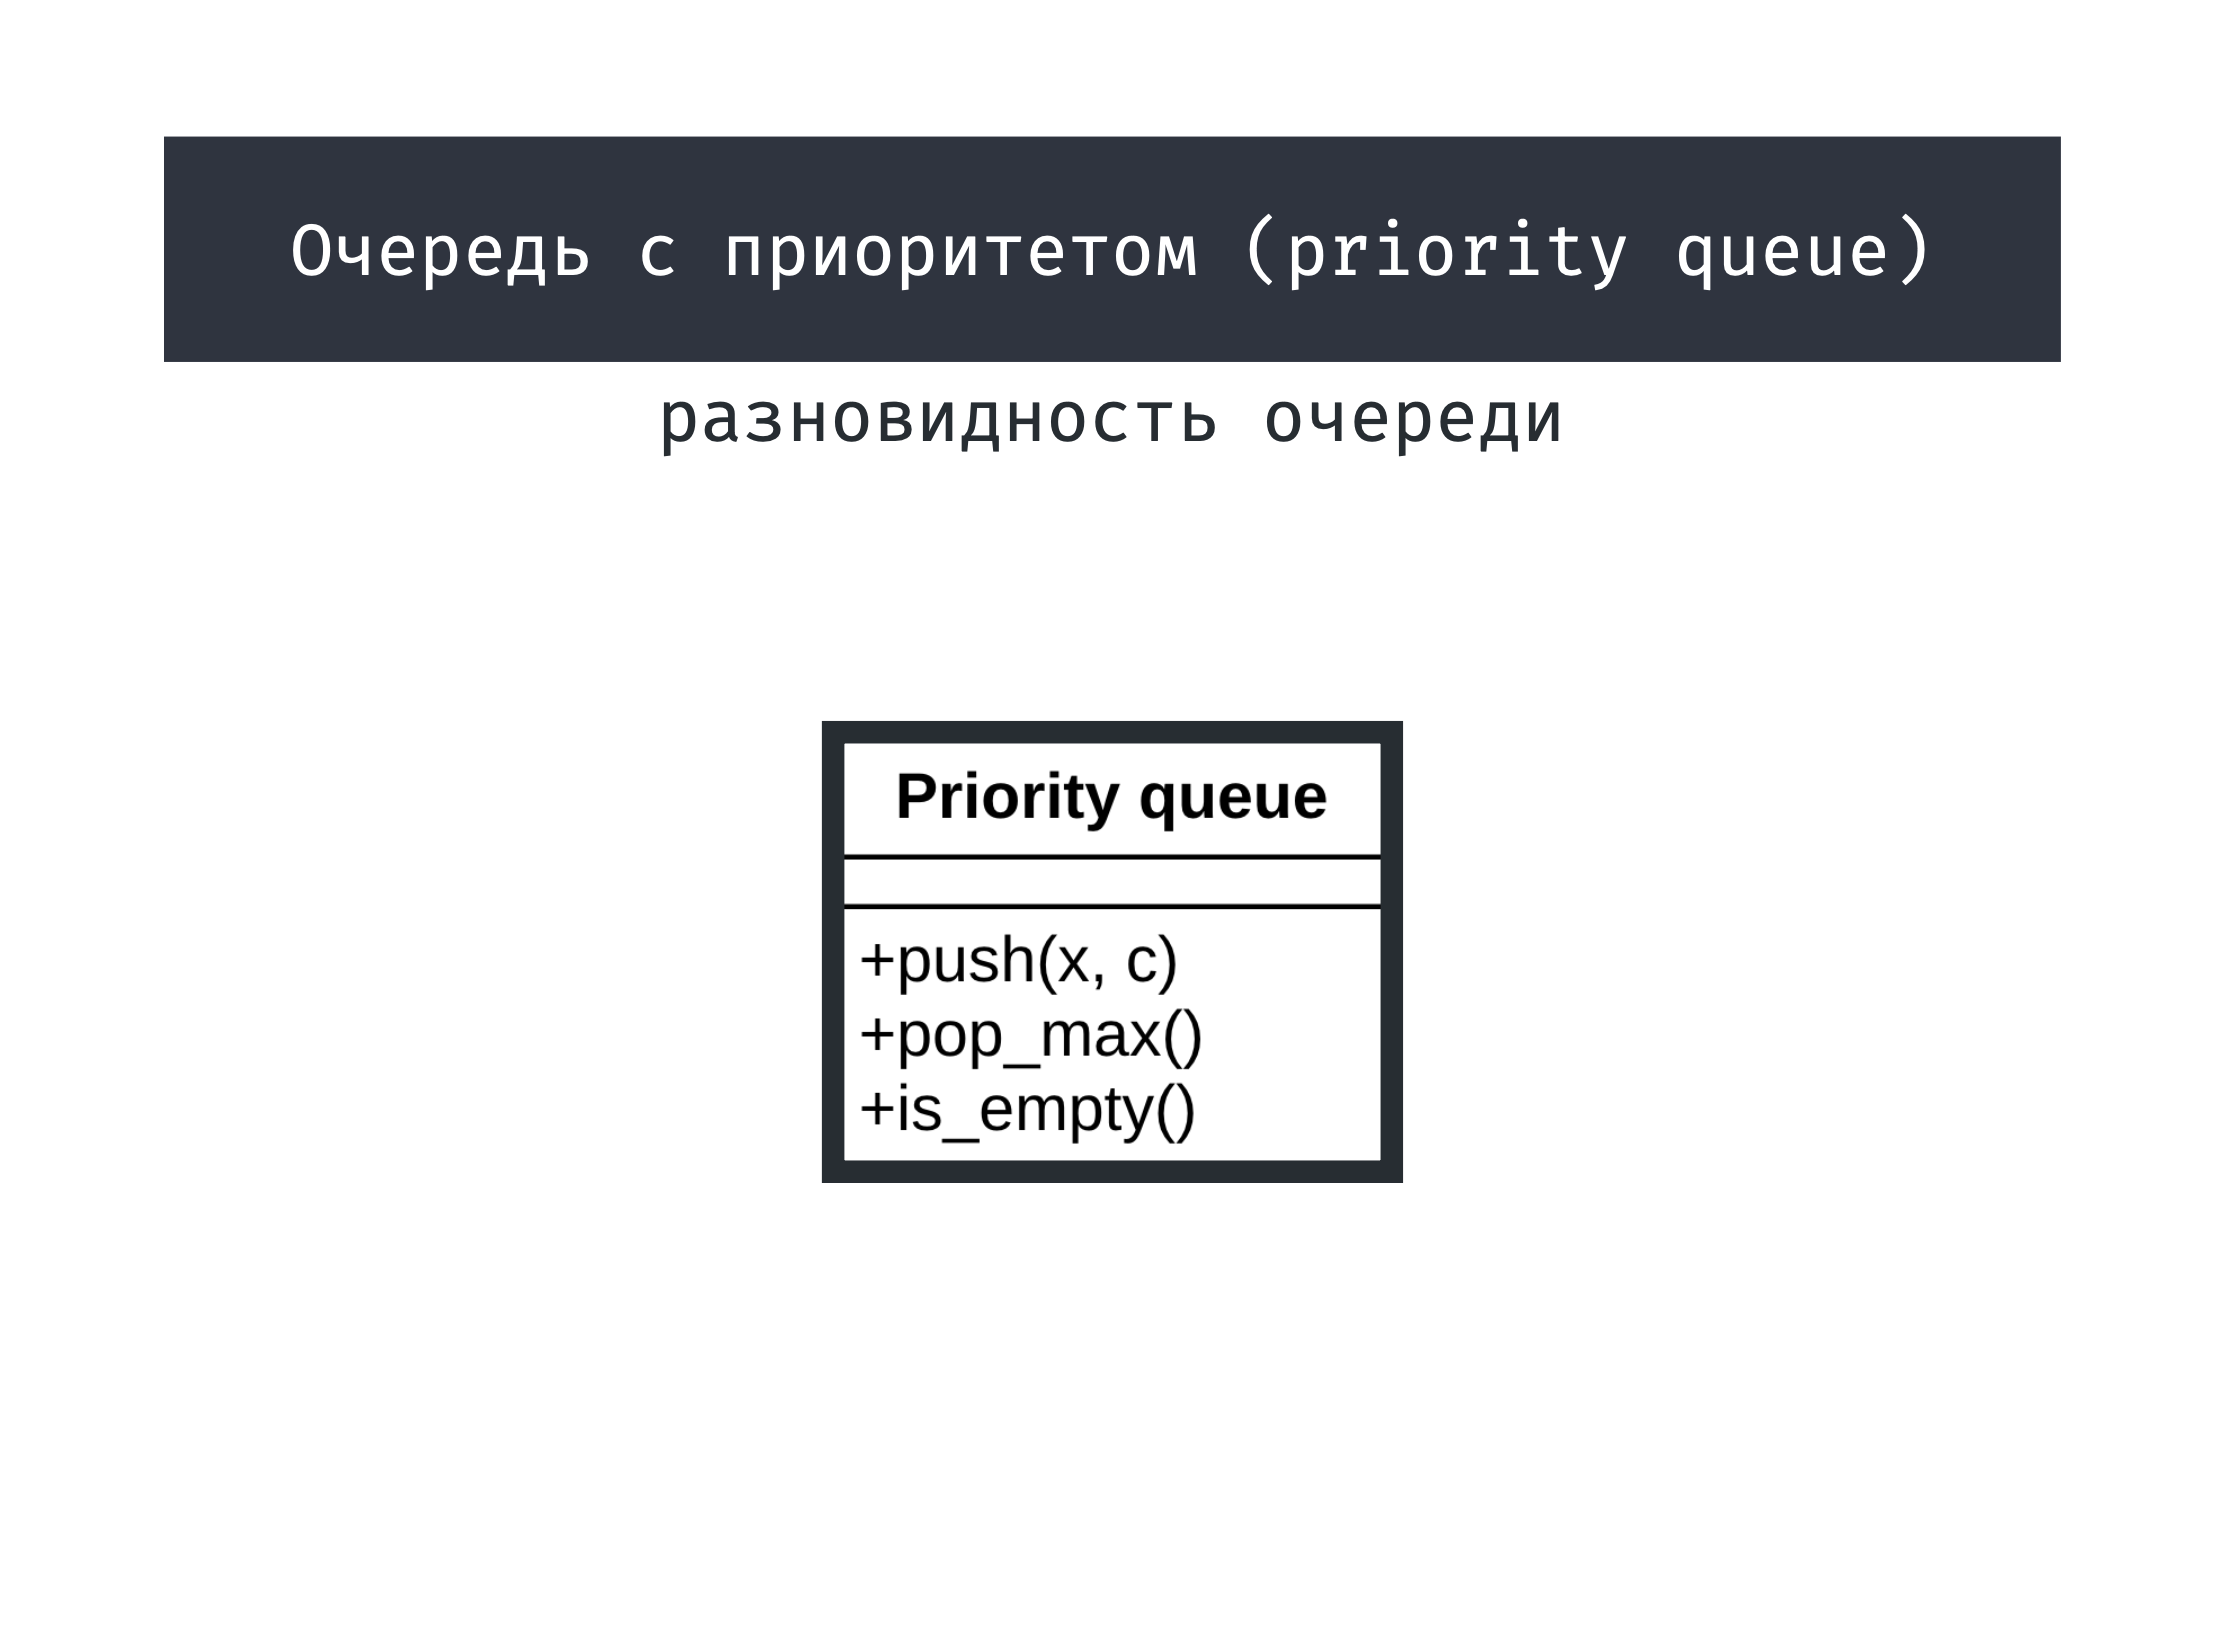 Очередь с приоритетом (priority queue)
разновидность очереди
Priority queue
+push(x, c)
+pop_max()
+is_empty()